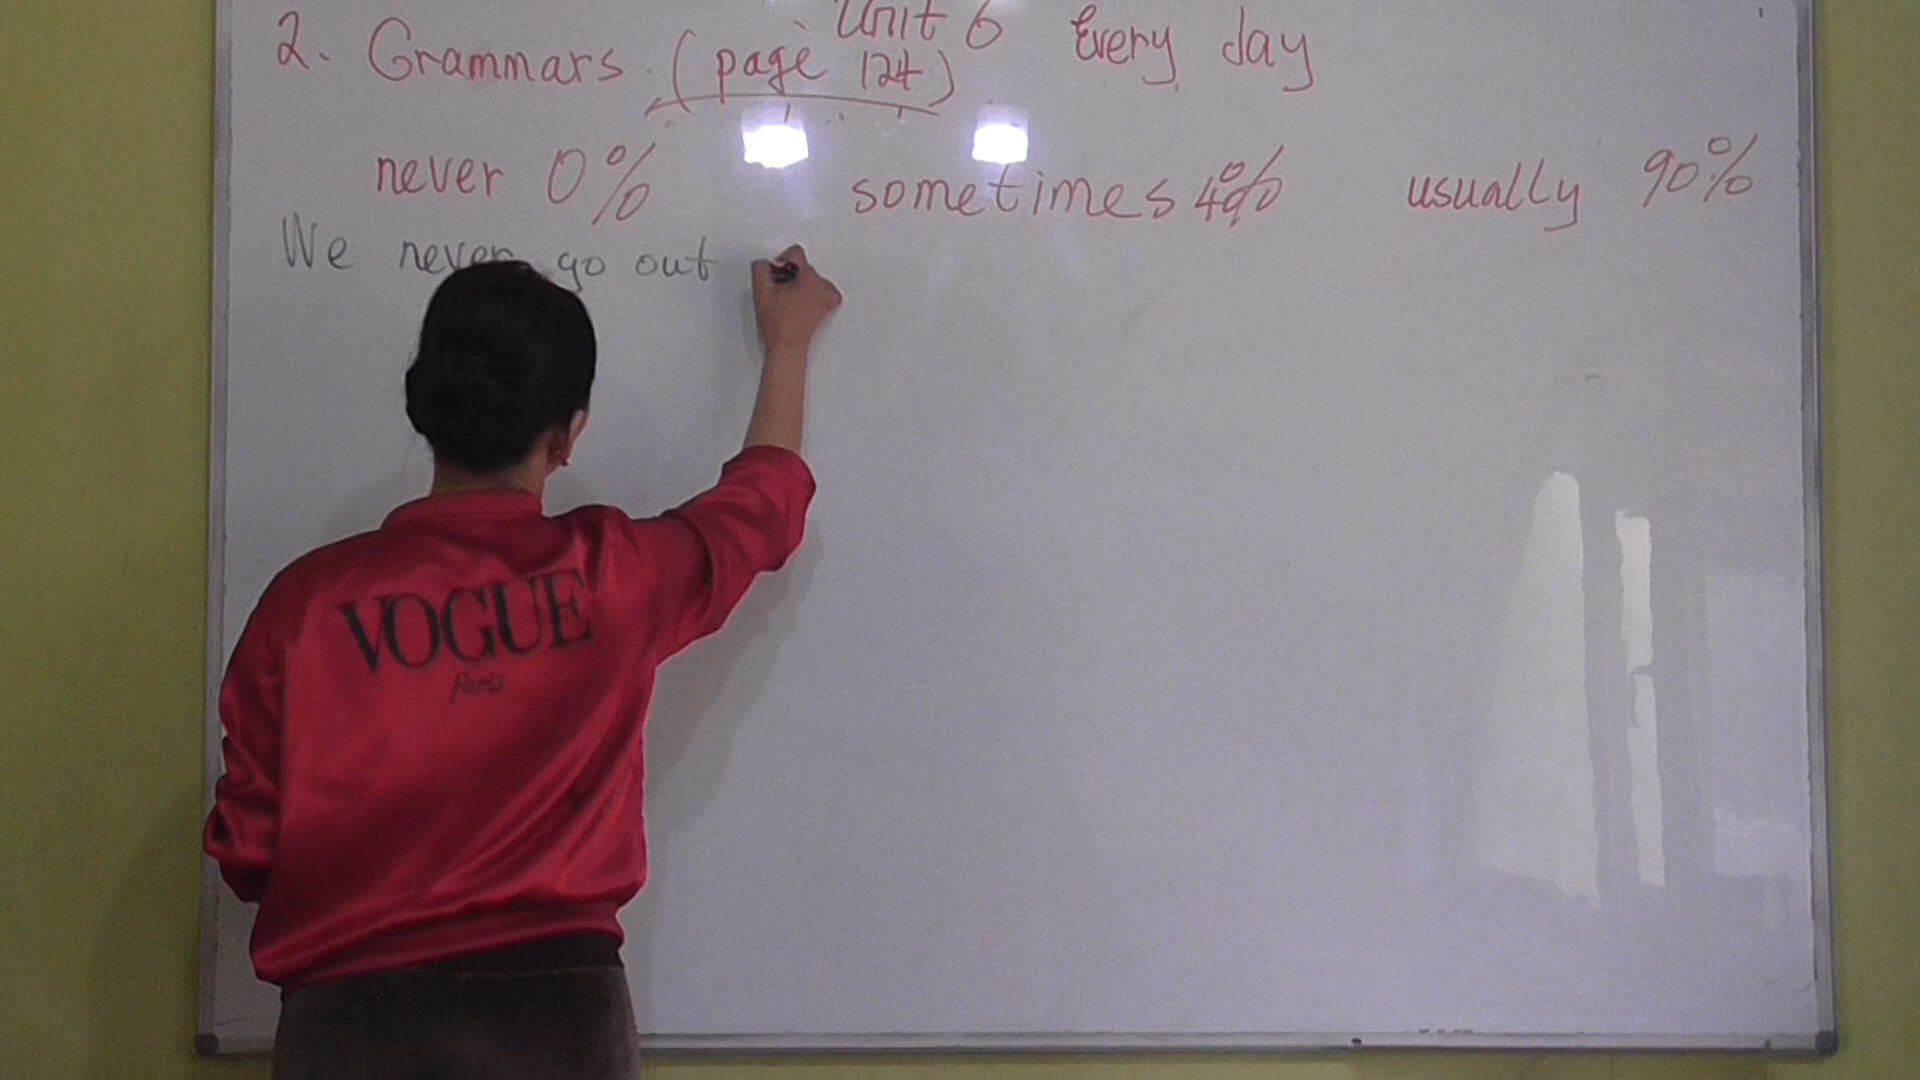 Unit 6 Every day
2. Grammars (page 124)
never 0% sometimes 40% usually 90%
We never go out
VOGUE
Paris